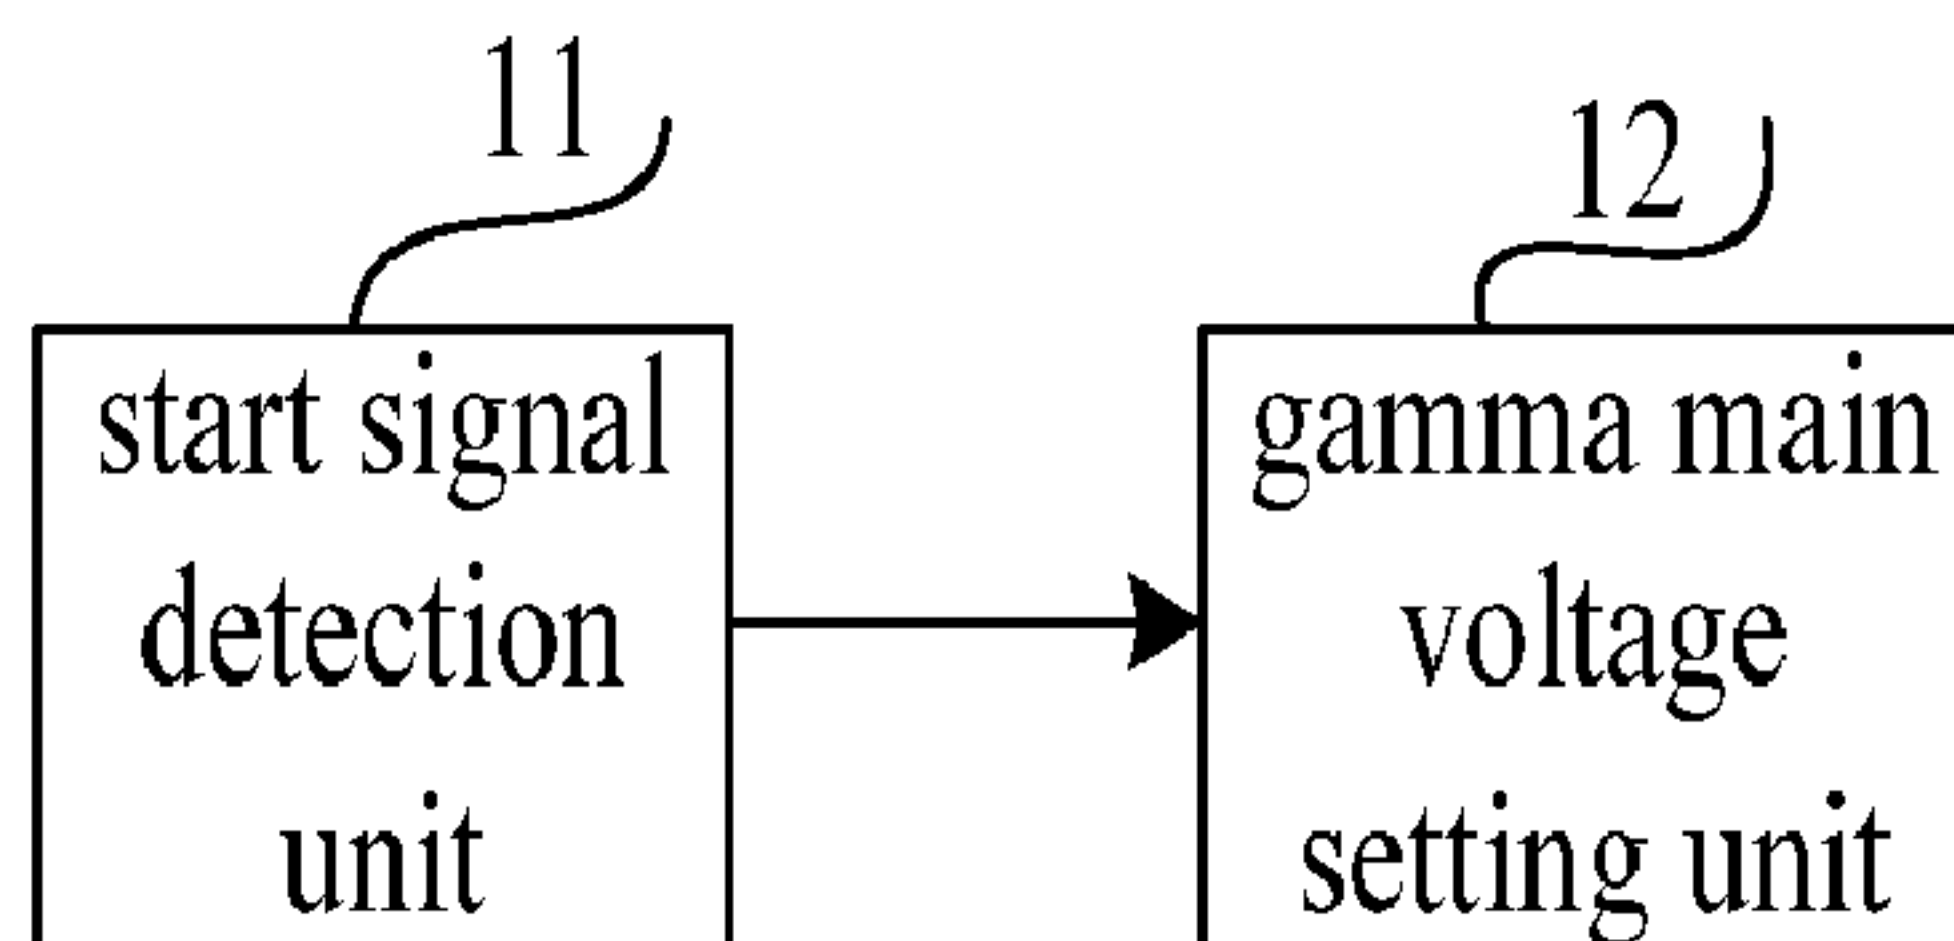 11
12
start signal
detection
unit
gamma main
voltage
setting unit